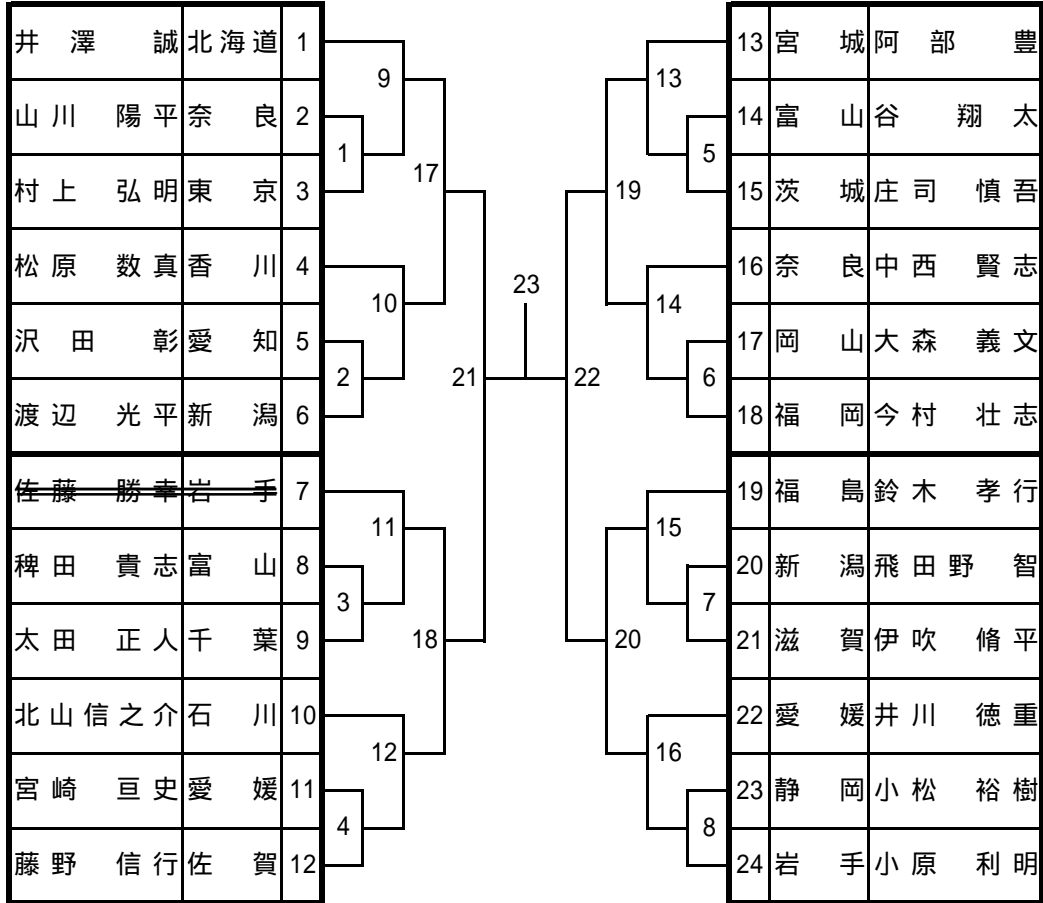 井澤 誠 北海道 1
13 宮城 阿部 豊
9
13
山川 陽平 奈良 2
14 富山 谷 翔太
1
5
17
村上 弘明 東京 3
15 茨城 庄司 慎吾
19
松原 数真 香川 4
16 奈良 中西 賢志
23
10
14
沢田 彰 愛知 5
17 岡山 大森 義文
2
21
22
6
渡辺 光平 新潟 6
18 福岡 今村 壮志
佐藤 勝幸 岩手 7
19 福島 鈴木 孝行
11
15
稗田 貴志 富山 8
20 新潟 飛田野 智
3
7
太田 正人 千葉 9
21 滋賀 伊吹 脩平
18
20
北山信之介 石川 10
22 愛媛 井川 徳重
12
16
宮崎 亘史 愛媛 11
23 静岡 小松 裕樹
4
8
藤野 信行 佐賀 12
24 岩手 小原 利明